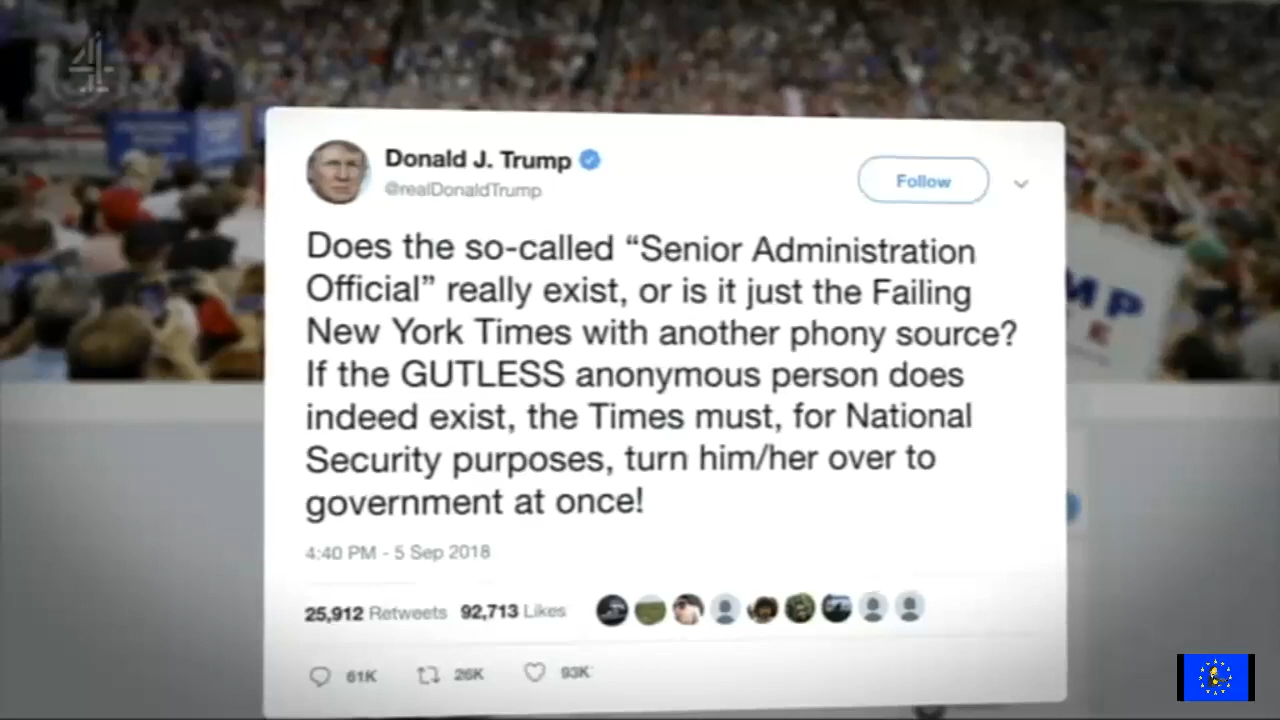 4
Donald J. Trump
@realDonaldTrump
Follow
Does the so-called “Senior Administration
Official” really exist, or is it just the Failing
New York Times with another phony source?
If the GUTLESS anonymous person does
indeed exist, the Times must, for National
Security purposes, turn him/her over to
government at once!
4:40 PM - 5 Sep 2018
25,912 Retweets 92,713 Likes
61K 26K 93K
MP
E